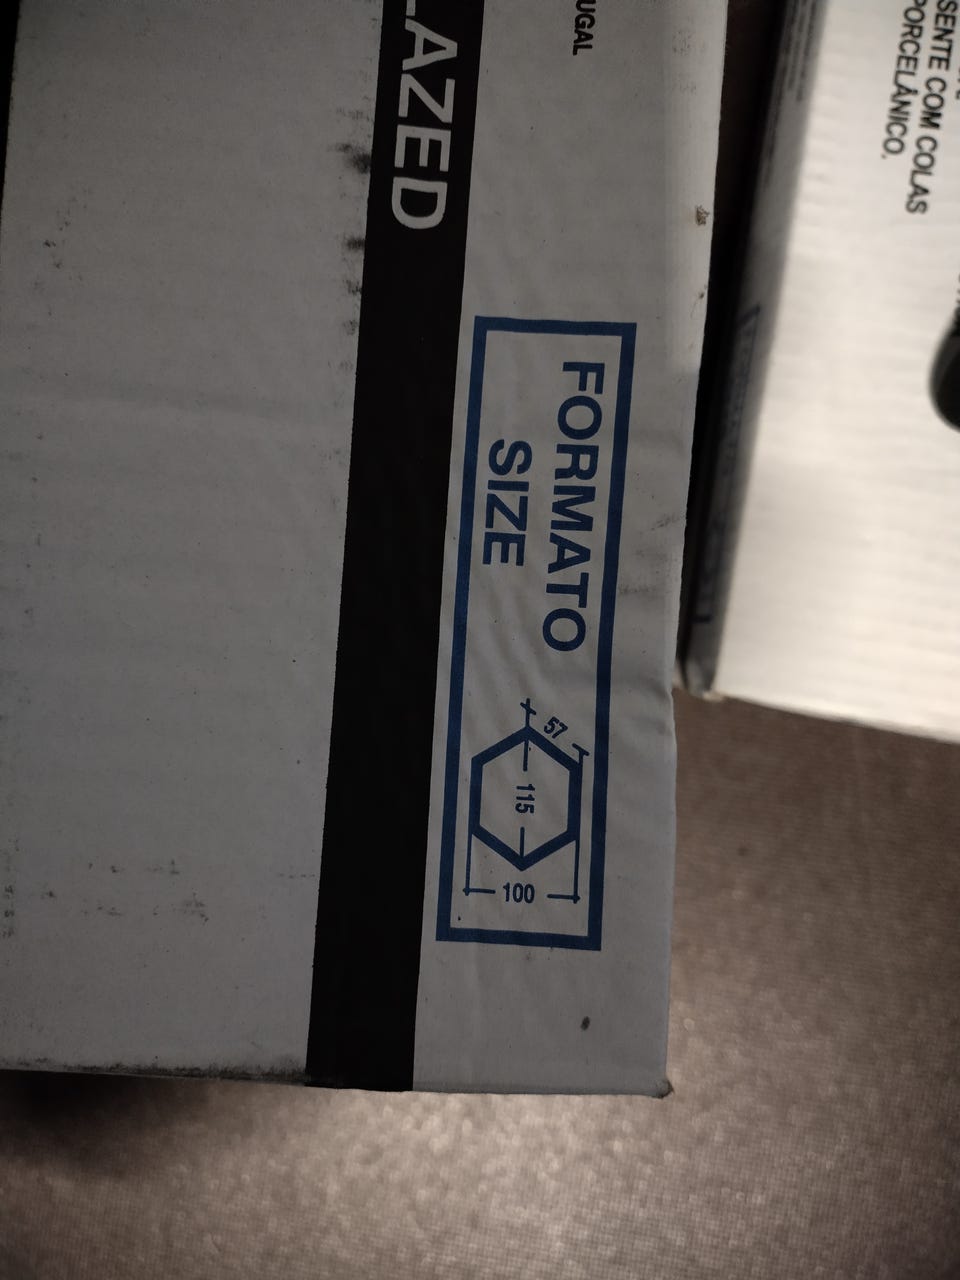 UGAL
LAZED
FORMATO
SIZE
57
115
100
SENTE COM COLAS
PORCELÂNICO.